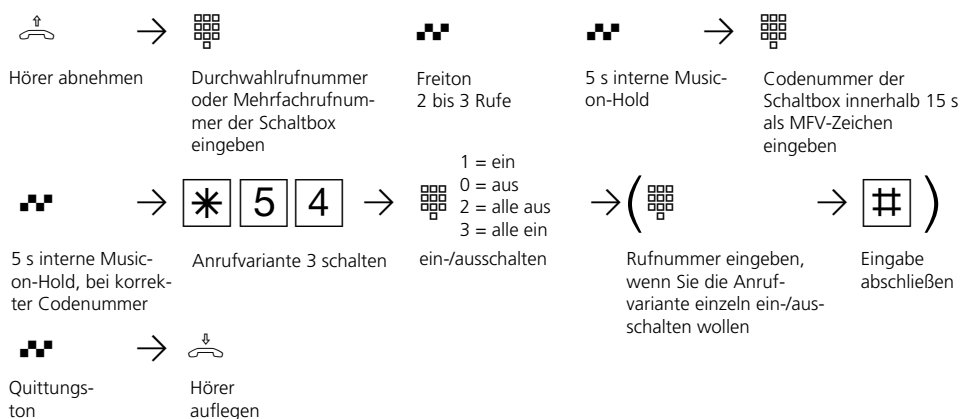 Hörer abnehmen
Durchwahlrufnummer
oder Mehrfachrufnum-
mer der Schaltbox
eingeben
Freiton
2 bis 3 Rufe
5 s interne Music-
on-Hold
Codenummer der
Schaltbox innerhalb 15 s
als MFV-Zeichen
eingeben
* 5 4
1 = ein
0 = aus
2 = alle aus
3 = alle ein
( # )
5 s interne Music-
on-Hold, bei korrek-
ter Codenummer
Anrufvariante 3 schalten
ein-/ausschalten
Rufnummer eingeben,
wenn Sie die Anruf-
variante einzeln ein-/aus-
schalten wollen
Eingabe
abschließen
Quittungs-
ton
Hörer
auflegen